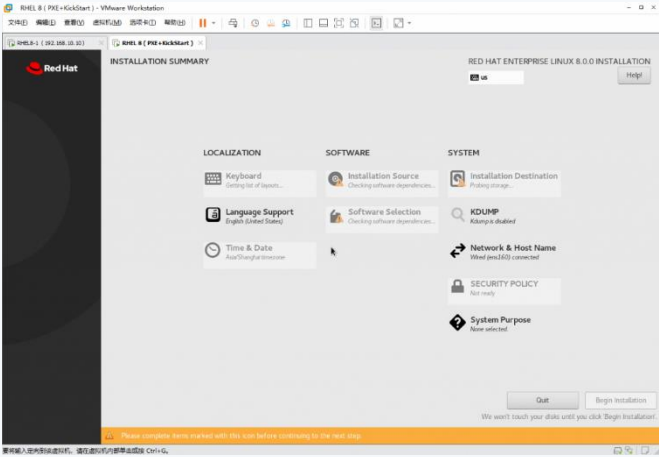 RHEL 8 ( PXE+KickStart ) - VMware Workstation
文件(F) 编辑(E) 查看(V) 虚拟机(M) 选项卡(T) 帮助(H)
RHEL8-1 ( 192.168.10.10) RHEL 8 ( PXE+KickStart )
Red Hat
INSTALLATION SUMMARY
RED HAT ENTERPRISE LINUX 8.0.0 INSTALLATION
us
Help!
LOCALIZATION
Keyboard
Getting list of layouts...
Language Support
English (United States)
Time & Date
Asia/Shanghai timezone
SOFTWARE
Installation Source
Checking software dependencies...
Software Selection
Checking software dependencies...
SYSTEM
Installation Destination
Probing storage...
KDUMP
Kdump is disabled
Network & Host Name
Wired (ens160) connected
SECURITY POLICY
Not ready
System Purpose
None selected.
Quit
Begin Installation
We won't touch your disks until you click 'Begin Installation'.
Please complete items marked with this icon before continuing to the next step.
要将输入定向到该虚拟机，请在虚拟机内部单击或按 Ctrl+G。